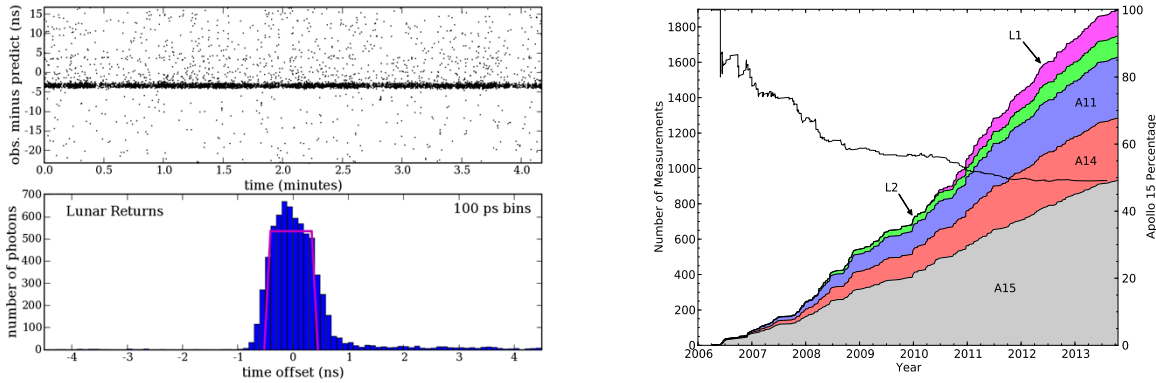 obs. minus predict (ns)
15
10
5
0
-5
-10
-15
-20
0.0 0.5 1.0 1.5 2.0 2.5 3.0 3.5 4.0
time (minutes)
number of photons
700
600
500
400
300
200
100
0
Lunar Returns 100 ps bins
-4 -3 -2 -1 0 1 2 3 4
time offset (ns)
Number of Measurements
1800
1600
1400
1200
1000
800
600
400
200
0
L1
L2
A11
A14
A15
2006 2007 2008 2009 2010 2011 2012 2013
Year
100
80
60
40
20
0
Apollo 15 Percentage